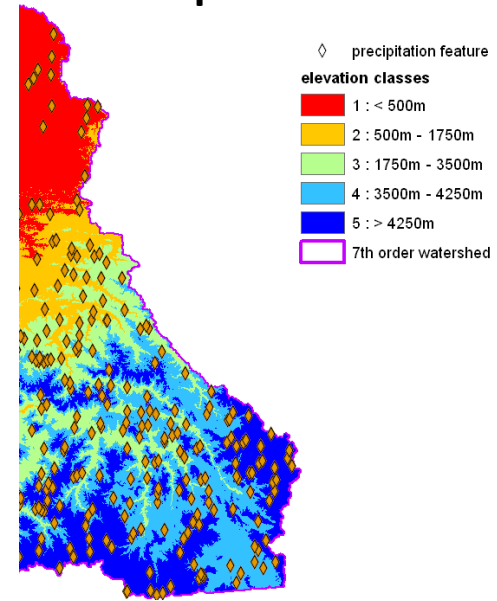 precipitation feature
elevation classes
1 : < 500m
2 : 500m - 1750m
3 : 1750m - 3500m
4 : 3500m - 4250m
5 : > 4250m
7th order watershed